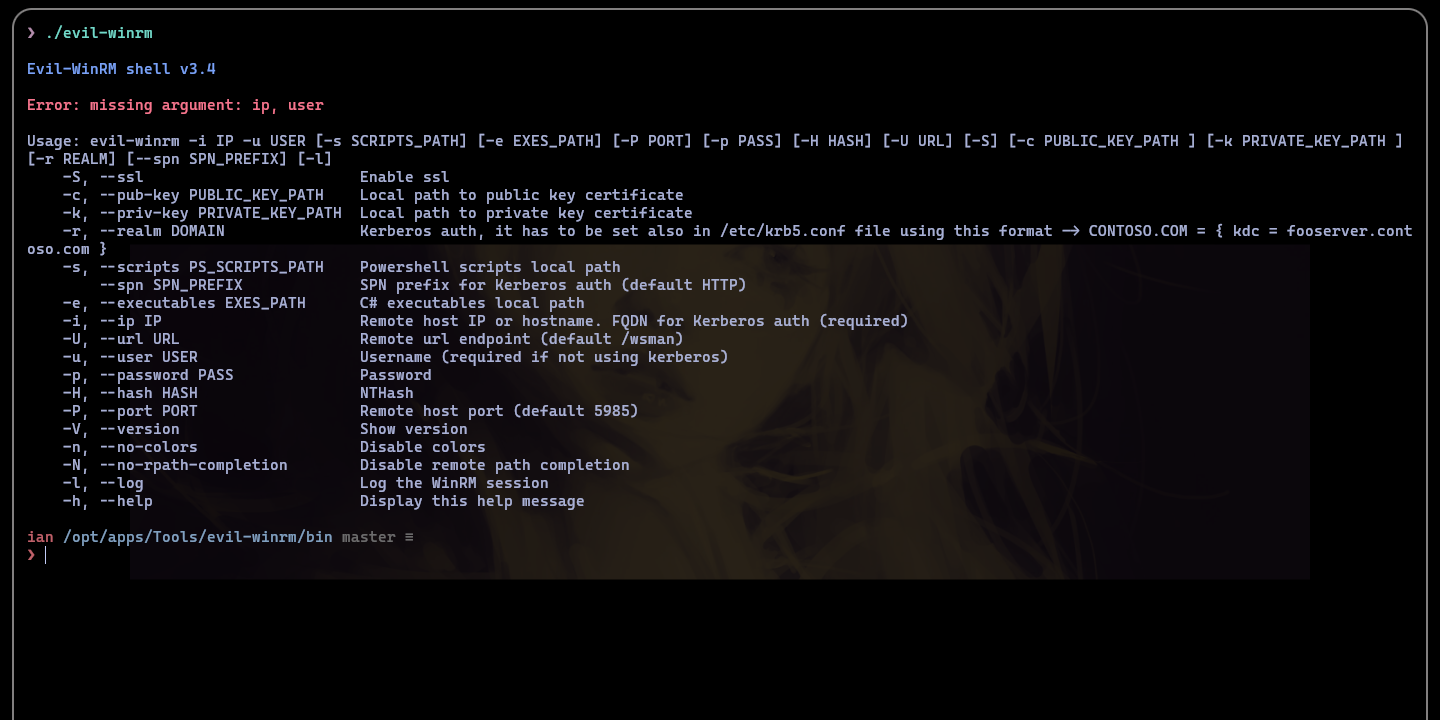 ❯ ./evil-winrm
Evil-WinRM shell v3.4
Error: missing argument: ip, user
Usage: evil-winrm -i IP -u USER [-s SCRIPTS_PATH] [-e EXES_PATH] [-P PORT] [-p PASS] [-H HASH] [-U URL] [-S] [-c PUBLIC_KEY_PATH ] [-k PRIVATE_KEY_PATH ]
[-r REALM] [--spn SPN_PREFIX] [-l]
    -S, --ssl                        Enable ssl
    -c, --pub-key PUBLIC_KEY_PATH    Local path to public key certificate
    -k, --priv-key PRIVATE_KEY_PATH  Local path to private key certificate
    -r, --realm DOMAIN               Kerberos auth, it has to be set also in /etc/krb5.conf file using this format -> CONTOSO.COM = { kdc = fooserver.cont
oso.com }
    -s, --scripts PS_SCRIPTS_PATH    Powershell scripts local path
        --spn SPN_PREFIX             SPN prefix for Kerberos auth (default HTTP)
    -e, --executables EXES_PATH      C# executables local path
    -i, --ip IP                      Remote host IP or hostname. FQDN for Kerberos auth (required)
    -U, --url URL                    Remote url endpoint (default /wsman)
    -u, --user USER                  Username (required if not using kerberos)
    -p, --password PASS              Password
    -H, --hash HASH                  NTHash
    -P, --port PORT                  Remote host port (default 5985)
    -V, --version                    Show version
    -n, --no-colors                  Disable colors
    -N, --no-rpath-completion        Disable remote path completion
    -l, --log                        Log the WinRM session
    -h, --help                       Display this help message
ian /opt/apps/Tools/evil-winrm/bin master ≡
❯